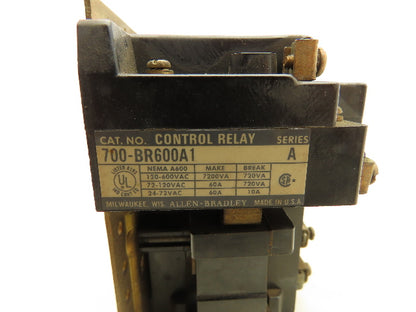 CAT. NO. CONTROL RELAY SERIES
700-BR600A1 A
NEMA A600 MAKE BREAK
120-600VAC 7200VA 720VA
72-120VAC 60A 720VA
24-72VAC 60A 10A
UL
MILWAUKEE, WIS. ALLEN-BRADLEY MADE IN U.S.A.